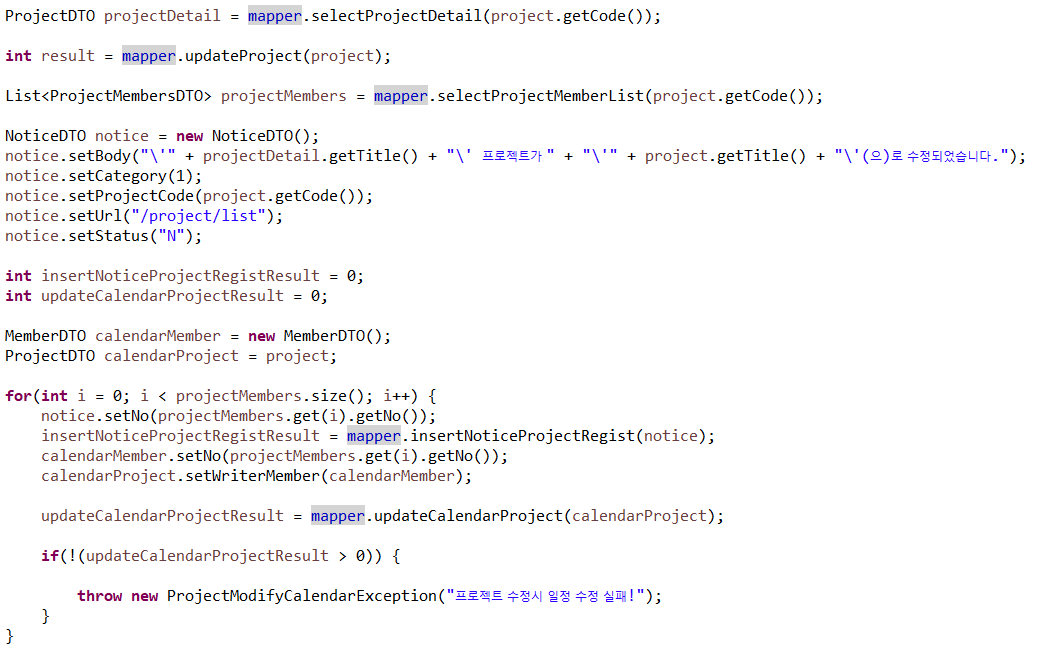 ProjectDTO projectDetail = mapper.selectProjectDetail(project.getCode());
int result = mapper.updateProject(project);
List<ProjectMembersDTO> projectMembers = mapper.selectProjectMemberList(project.getCode());
NoticeDTO notice = new NoticeDTO();
notice.setBody("\'" + projectDetail.getTitle() + "\' 프로젝트가 " + "\'" + project.getTitle() + "\'(으)로 수정되었습니다.");
notice.setCategory(1);
notice.setProjectCode(project.getCode());
notice.setUrl("/project/list");
notice.setStatus("N");
int insertNoticeProjectRegistResult = 0;
int updateCalendarProjectResult = 0;
MemberDTO calendarMember = new MemberDTO();
ProjectDTO calendarProject = project;
for(int i = 0; i < projectMembers.size(); i++) {
    notice.setNo(projectMembers.get(i).getNo());
    insertNoticeProjectRegistResult = mapper.insertNoticeProjectRegist(notice);
    calendarMember.setNo(projectMembers.get(i).getNo());
    calendarProject.setWriterMember(calendarMember);
    updateCalendarProjectResult = mapper.updateCalendarProject(calendarProject);
    if(!(updateCalendarProjectResult > 0)) {
        throw new ProjectModifyCalendarException("프로젝트 수정시 일정 수정 실패!");
    }
}